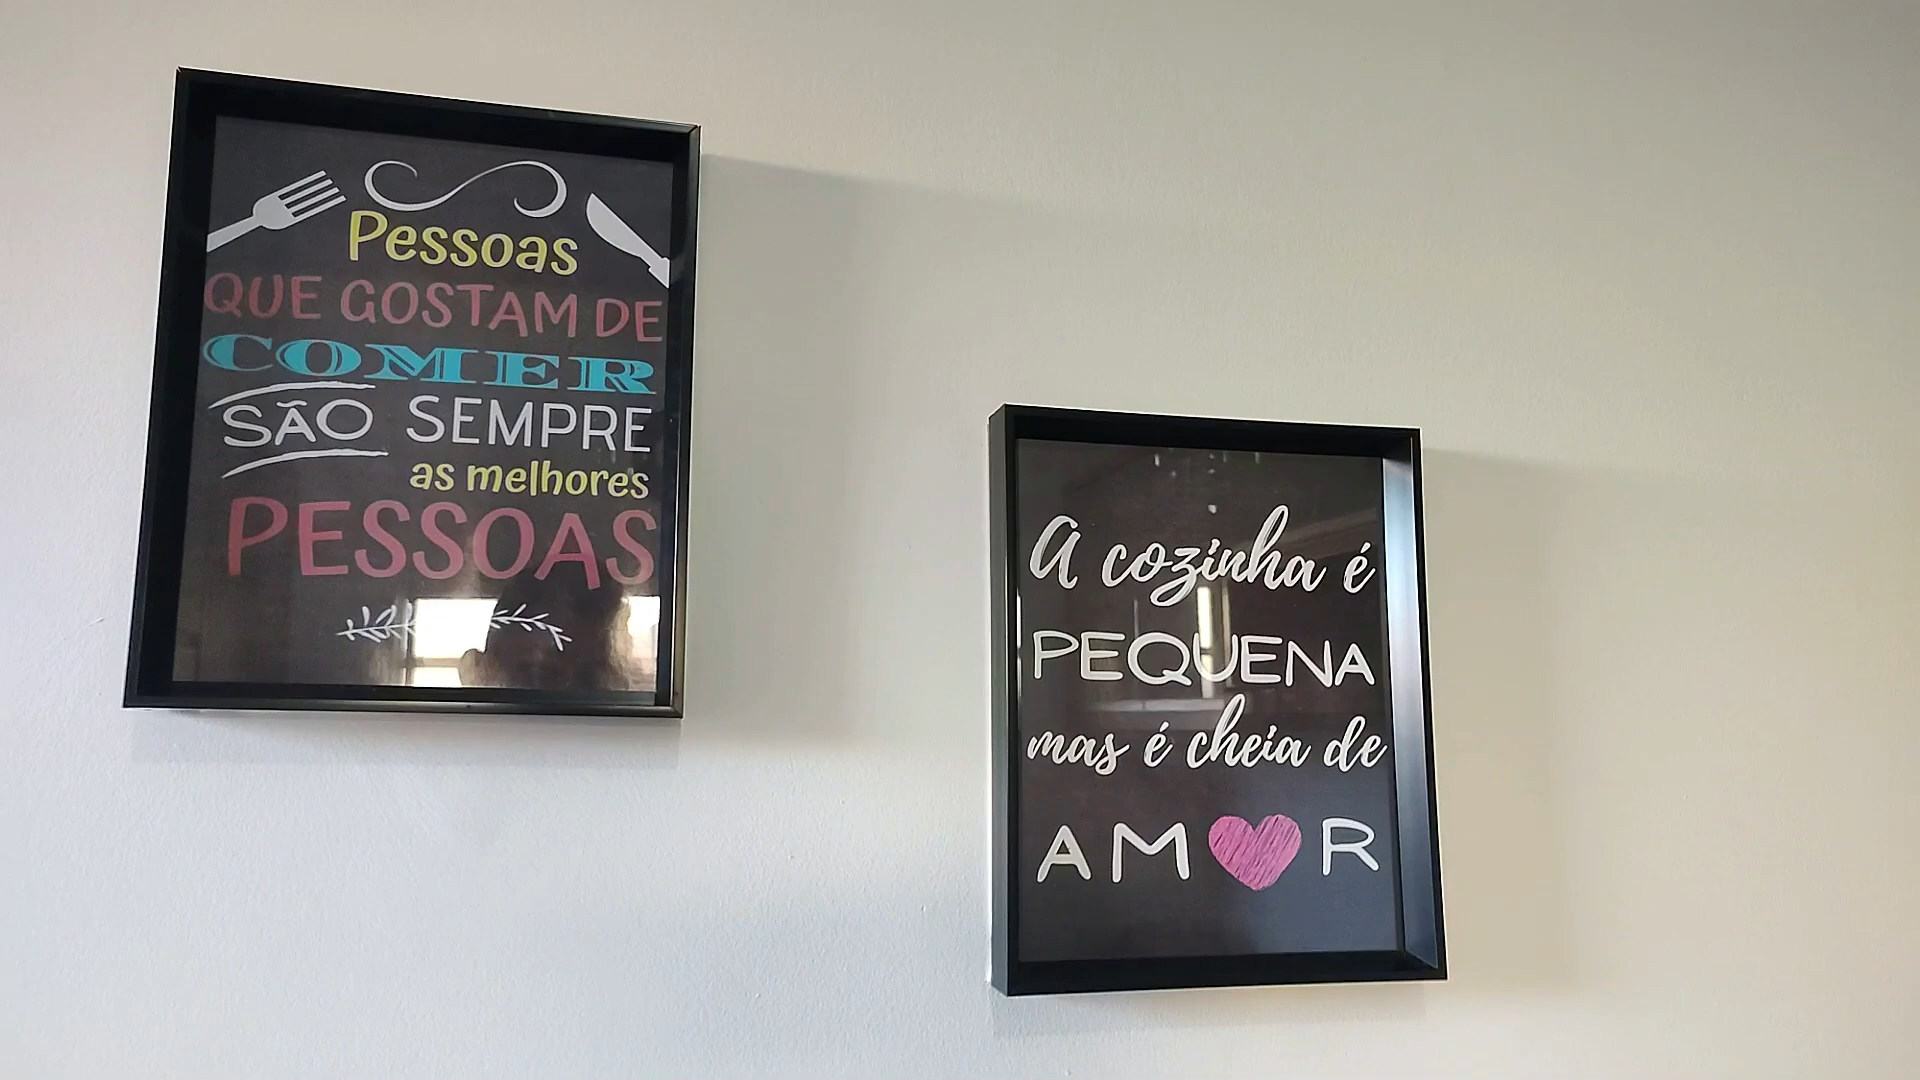 Pessoas
QUE GOSTAM DE
COMER
SÃO SEMPRE
as melhores
PESSOAS
A cozinha é
PEQUENA
mas é cheia de
AM♥R